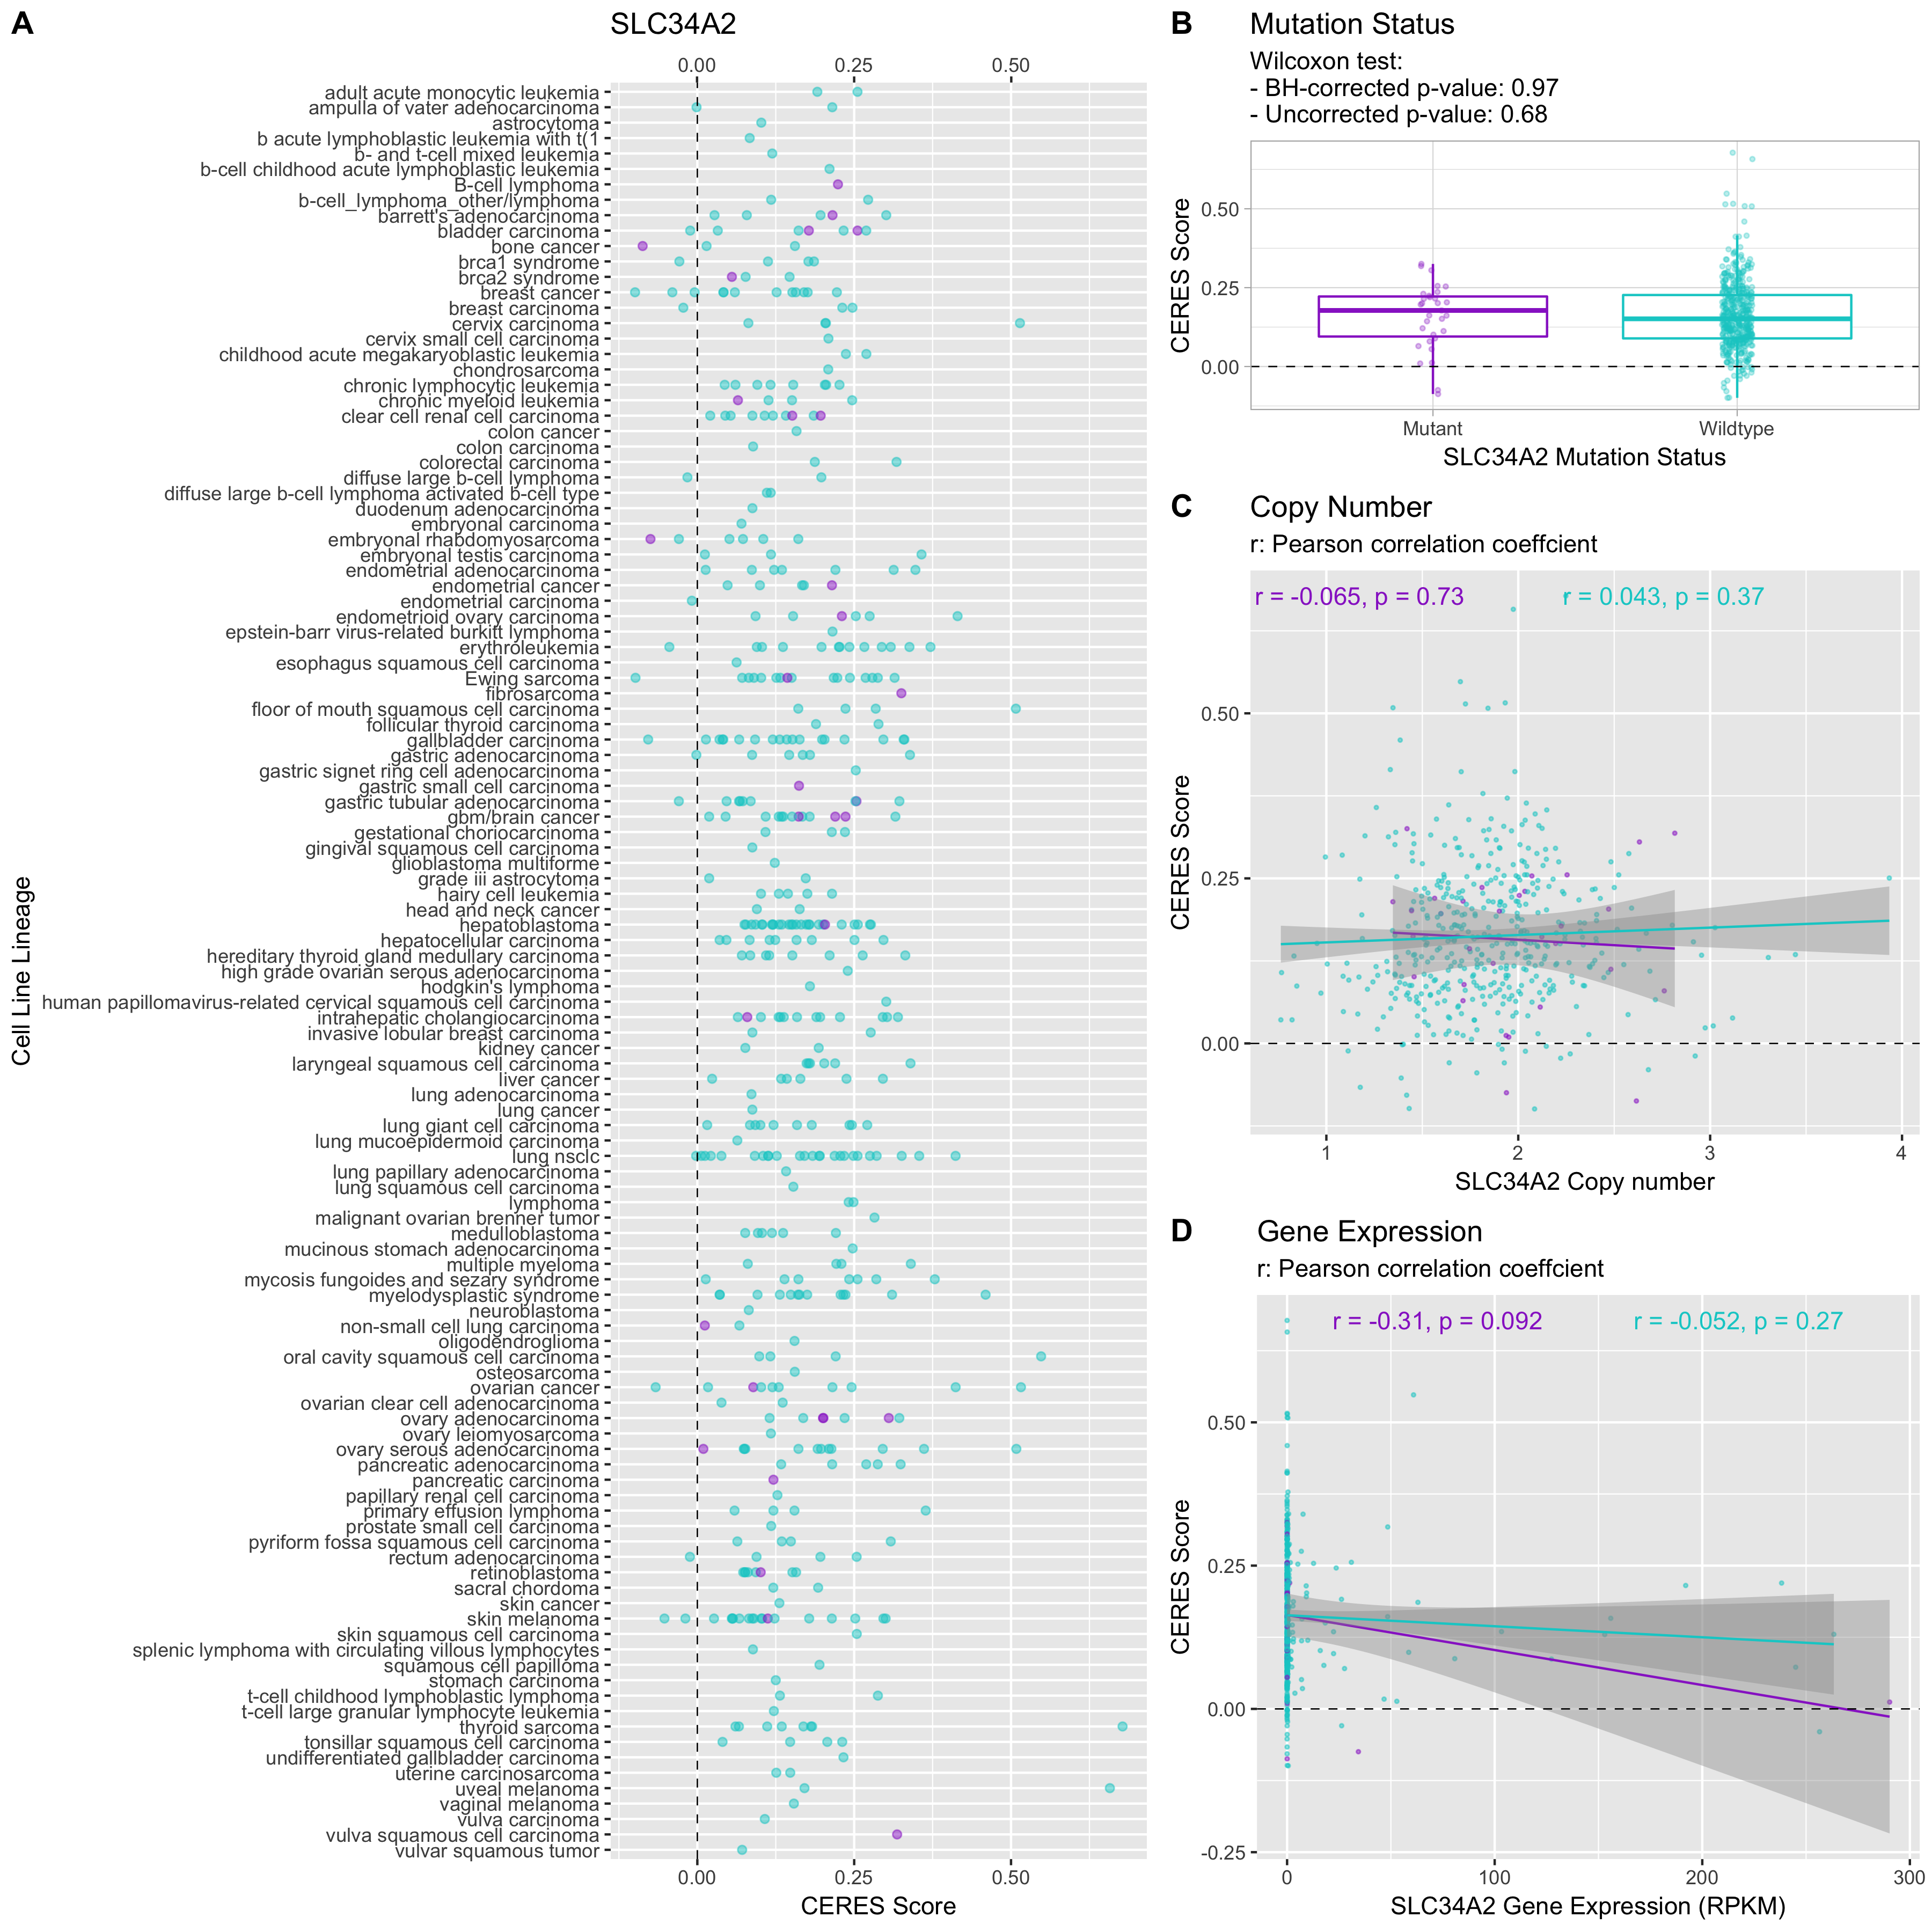 A
SLC34A2
0.00 0.25 0.50
adult acute monocytic leukemia
ampulla of vater adenocarcinoma
astrocytoma
b acute lymphoblastic leukemia with t(1
b- and t-cell mixed leukemia
b-cell childhood acute lymphoblastic leukemia
B-cell lymphoma
b-cell_lymphoma_other/lymphoma
barrett's adenocarcinoma
bladder carcinoma
bone cancer
brca1 syndrome
brca2 syndrome
breast cancer
breast carcinoma
cervix carcinoma
cervix small cell carcinoma
childhood acute megakaryoblastic leukemia
chondrosarcoma
chronic lymphocytic leukemia
chronic myeloid leukemia
clear cell renal cell carcinoma
colon cancer
colon carcinoma
colorectal carcinoma
diffuse large b-cell lymphoma
diffuse large b-cell lymphoma activated b-cell type
duodenum adenocarcinoma
embryonal carcinoma
embryonal rhabdomyosarcoma
embryonal testis carcinoma
endometrial adenocarcinoma
endometrial cancer
endometrial carcinoma
endometrioid ovary carcinoma
epstein-barr virus-related burkitt lymphoma
erythroleukemia
esophagus squamous cell carcinoma
Ewing sarcoma
fibrosarcoma
floor of mouth squamous cell carcinoma
follicular thyroid carcinoma
gallbladder carcinoma
gastric adenocarcinoma
gastric signet ring cell adenocarcinoma
gastric small cell carcinoma
gastric tubular adenocarcinoma
gbm/brain cancer
gestational choriocarcinoma
gingival squamous cell carcinoma
glioblastoma multiforme
grade iii astrocytoma
hairy cell leukemia
head and neck cancer
hepatoblastoma
hepatocellular carcinoma
hereditary thyroid gland medullary carcinoma
high grade ovarian serous adenocarcinoma
hodgkin's lymphoma
human papillomavirus-related cervical squamous cell carcinoma
intrahepatic cholangiocarcinoma
invasive lobular breast carcinoma
kidney cancer
laryngeal squamous cell carcinoma
liver cancer
lung adenocarcinoma
lung cancer
lung giant cell carcinoma
lung mucoepidermoid carcinoma
lung nsclc
lung papillary adenocarcinoma
lung squamous cell carcinoma
lymphoma
malignant ovarian brenner tumor
medulloblastoma
mucinous stomach adenocarcinoma
multiple myeloma
mycosis fungoides and sezary syndrome
myelodysplastic syndrome
neuroblastoma
non-small cell lung carcinoma
oligodendroglioma
oral cavity squamous cell carcinoma
osteosarcoma
ovarian cancer
ovarian clear cell adenocarcinoma
ovary adenocarcinoma
ovary leiomyosarcoma
ovary serous adenocarcinoma
pancreatic adenocarcinoma
pancreatic carcinoma
papillary renal cell carcinoma
primary effusion lymphoma
prostate small cell carcinoma
pyriform fossa squamous cell carcinoma
rectum adenocarcinoma
retinoblastoma
sacral chordoma
skin cancer
skin melanoma
skin squamous cell carcinoma
splenic lymphoma with circulating villous lymphocytes
squamous cell papilloma
stomach carcinoma
t-cell childhood lymphoblastic lymphoma
t-cell large granular lymphocyte leukemia
thyroid sarcoma
tonsillar squamous cell carcinoma
undifferentiated gallbladder carcinoma
uterine carcinosarcoma
uveal melanoma
vaginal melanoma
vulva carcinoma
vulva squamous cell carcinoma
vulvar squamous tumor
0.00 0.25 0.50
CERES Score
Cell Line Lineage
B
Mutation Status
Wilcoxon test:
- BH-corrected p-value: 0.97
- Uncorrected p-value: 0.68
0.50
0.25
0.00
CERES Score
Mutant Wildtype
SLC34A2 Mutation Status
C
Copy Number
r: Pearson correlation coeffcient
r = -0.065, p = 0.73 r = 0.043, p = 0.37
0.50
0.25
0.00
CERES Score
1 2 3 4
SLC34A2 Copy number
D
Gene Expression
r: Pearson correlation coeffcient
r = -0.31, p = 0.092 r = -0.052, p = 0.27
0.50
0.25
0.00
-0.25
CERES Score
0 100 200 300
SLC34A2 Gene Expression (RPKM)